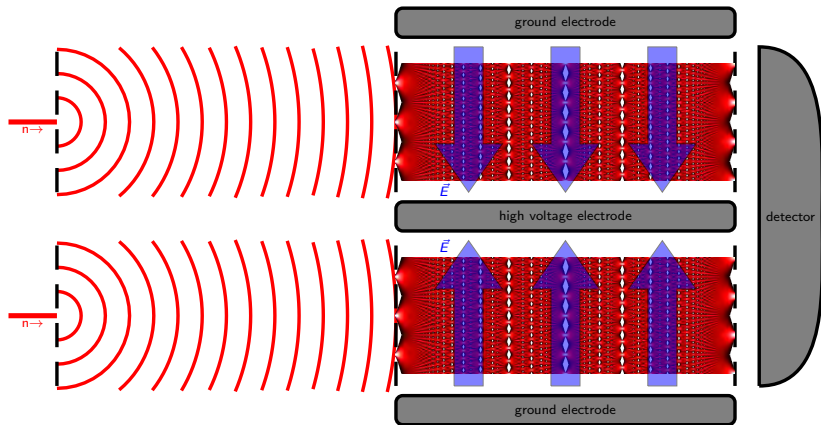 ground electrode
n→
E⃗
high voltage electrode
detector
E⃗
n→
ground electrode